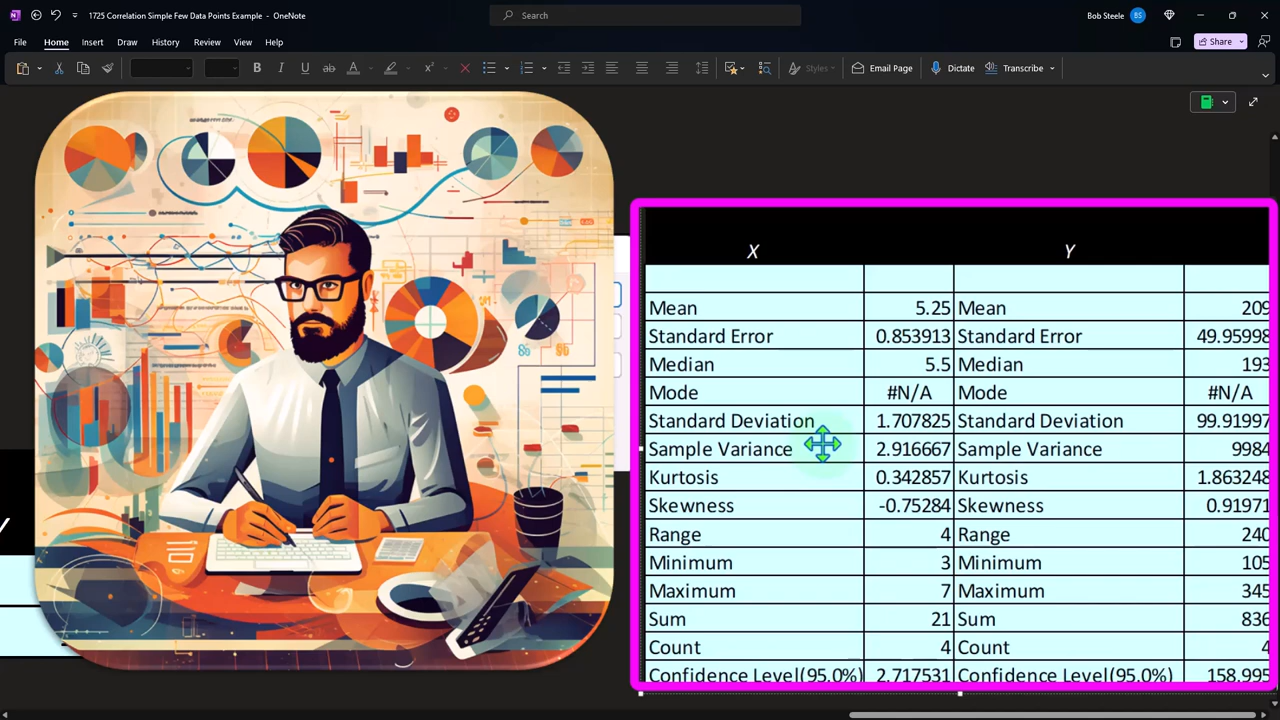 1725 Correlation Simple Few Data Points Example - OneNote
Search
Bob Steele BS
File Home Insert Draw History Review View Help
Share
B I U ab A x
Styles Email Page Dictate Transcribe
X Y
Mean 5.25 Mean 209
Standard Error 0.853913 Standard Error 49.95998
Median 5.5 Median 193
Mode #N/A Mode #N/A
Standard Deviation 1.707825 Standard Deviation 99.91997
Sample Variance 2.916667 Sample Variance 9984
Kurtosis 0.342857 Kurtosis 1.863248
Skewness -0.75284 Skewness 0.91971
Range 4 Range 240
Minimum 3 Minimum 105
Maximum 7 Maximum 345
Sum 21 Sum 836
Count 4 Count 4
Confidence Level(95.0%) 2.717531 Confidence Level(95.0%) 158.995
Y